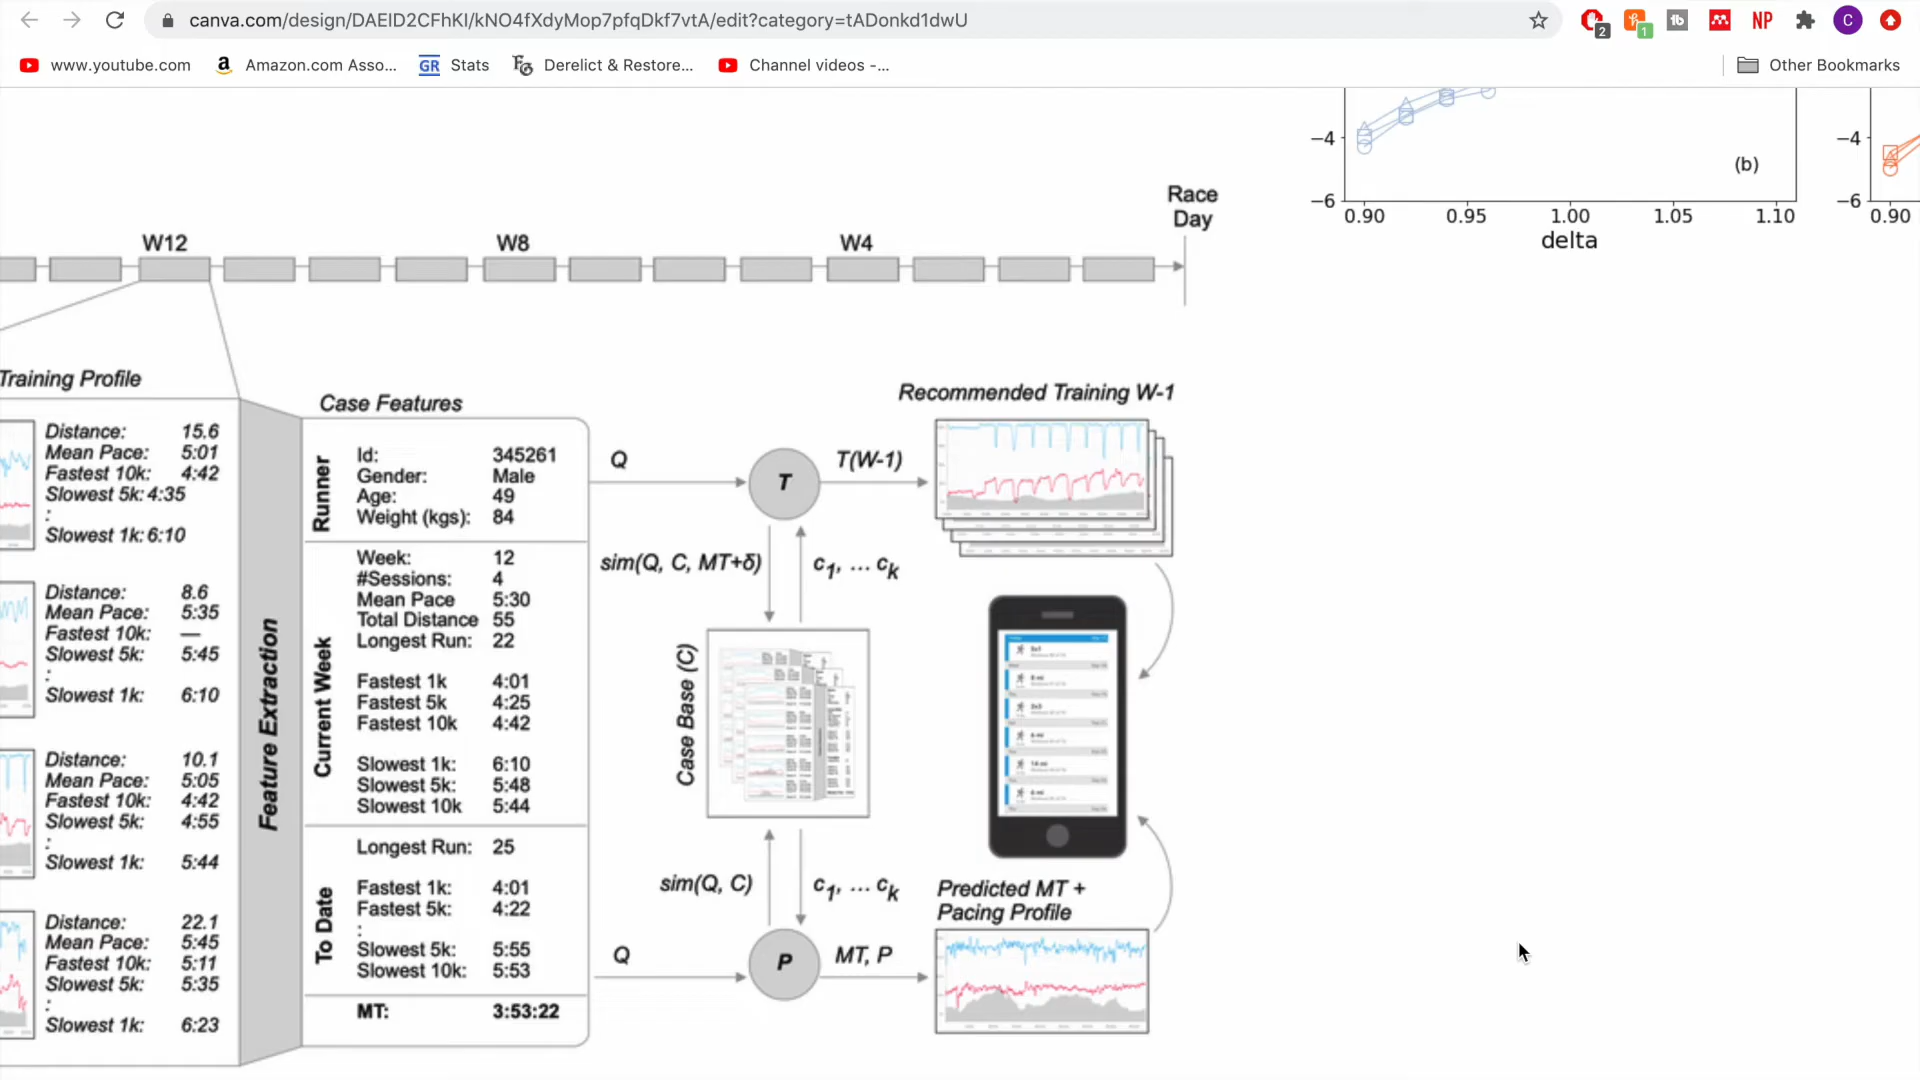 canva.com/design/DAEID2CFhKI/kNO4fXdyMop7pfqDkf7vtA/edit?category=tADonkd1dwU
2
1
NP
C
www.youtube.com
Amazon.com Asso...
GR Stats
Derelict & Restore...
Channel videos -...
Other Bookmarks
−4
(b)
−6
0.90 0.95 1.00 1.05 1.10
delta
−4
−6
0.90
Race
Day
W12 W8 W4
Training Profile
Distance: 15.6
Mean Pace: 5:01
Fastest 10k: 4:42
Slowest 5k: 4:35
:
Slowest 1k: 6:10
Distance: 8.6
Mean Pace: 5:35
Fastest 10k: —
Slowest 5k: 5:45
:
Slowest 1k: 6:10
Distance: 10.1
Mean Pace: 5:05
Fastest 10k: 4:42
Slowest 5k: 4:55
:
Slowest 1k: 5:44
Distance: 22.1
Mean Pace: 5:45
Fastest 10k: 5:11
Slowest 5k: 5:35
:
Slowest 1k: 6:23
Feature Extraction
Case Features
Runner
Id: 345261
Gender: Male
Age: 49
Weight (kgs): 84
Current Week
Week: 12
#Sessions: 4
Mean Pace 5:30
Total Distance 55
Longest Run: 22
Fastest 1k 4:01
Fastest 5k 4:25
Fastest 10k 4:42
Slowest 1k: 6:10
Slowest 5k: 5:48
Slowest 10k 5:44
To Date
Longest Run: 25
Fastest 1k: 4:01
Fastest 5k: 4:22
:
Slowest 5k: 5:55
Slowest 10k: 5:53
MT: 3:53:22
Q
T
T(W-1)
sim(Q, C, MT+δ)
c1, ... ck
Case Base (C)
sim(Q, C)
c1, ... ck
Q
P
MT, P
Recommended Training W-1
Predicted MT +
Pacing Profile